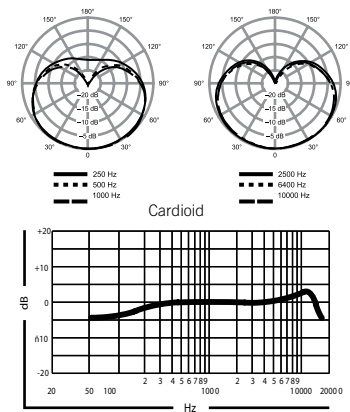 180° 180°
150° 150° 150° 150°
120° 120° 120° 120°
90° 90° 90° 90°
60° 60° 60° 60°
30° 30° 30° 30°
0 0
–20 dB –20 dB
–15 dB –15 dB
–10 dB –10 dB
–5 dB –5 dB
250 Hz 2500 Hz
500 Hz 6400 Hz
1000 Hz 10000 Hz
Cardioid
+20
+10
dB
0
fi10
-20
2 3 4 5 6 7 8 9 2 3 4 5 6 7 8 9
20 50 100 1000 10000 20000
Hz